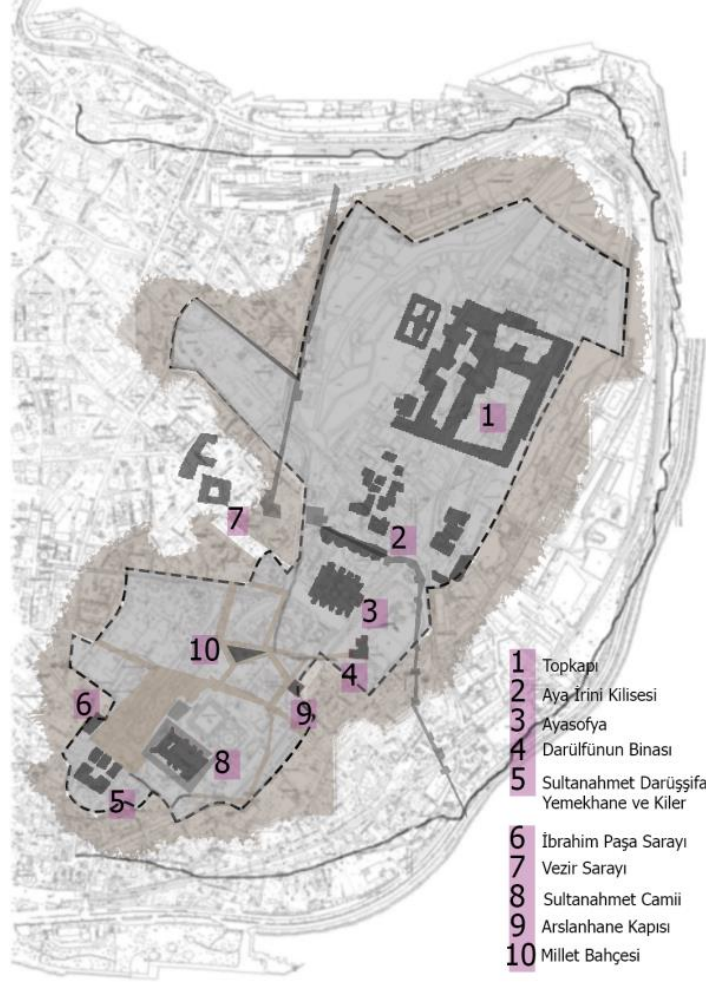 1
2
3
4
5
6
7
8
9
10
1 Topkapı
2 Aya İrini Kilisesi
3 Ayasofya
4 Darülfünun Binası
5 Sultanahmet Darüşşifa
Yemekhane ve Kiler
6 İbrahim Paşa Sarayı
7 Vezir Sarayı
8 Sultanahmet Camii
9 Arslanhane Kapısı
10 Millet Bahçesi